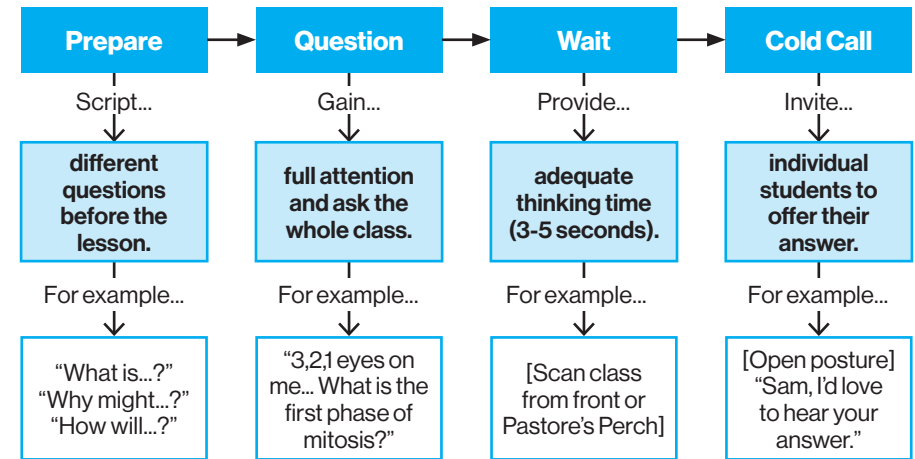 Prepare
Question
Wait
Cold Call
Script...
Gain...
Provide...
Invite...
different
questions
before the
lesson.
full attention
and ask the
whole class.
adequate
thinking time
(3-5 seconds).
individual
students to
offer their
answer.
For example...
For example...
For example...
For example...
“What is...?”
“Why might...?”
“How will...?”
“3,2,1 eyes on
me... What is the
first phase of
mitosis?”
[Scan class
from front or
Pastore’s Perch]
[Open posture]
“Sam, I’d love
to hear your
answer.”